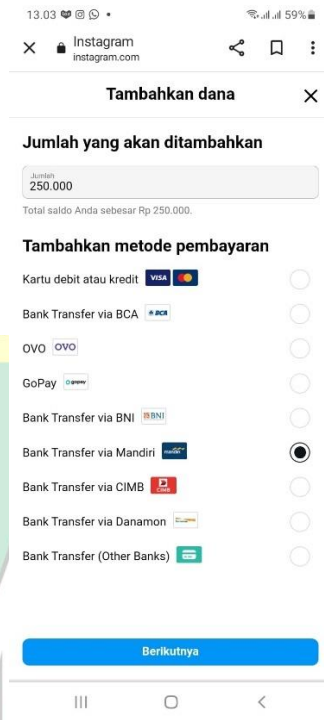 13.03 59%
Instagram
instagram.com
Tambahkan dana
Jumlah yang akan ditambahkan
Jumlah
250.000
Total saldo Anda sebesar Rp 250.000.
Tambahkan metode pembayaran
Kartu debit atau kredit VISA
Bank Transfer via BCA BCA
OVO OVO
GoPay gopay
Bank Transfer via BNI BNI
Bank Transfer via Mandiri mandiri
Bank Transfer via CIMB CIMB
Bank Transfer via Danamon
Bank Transfer (Other Banks)
Berikutnya